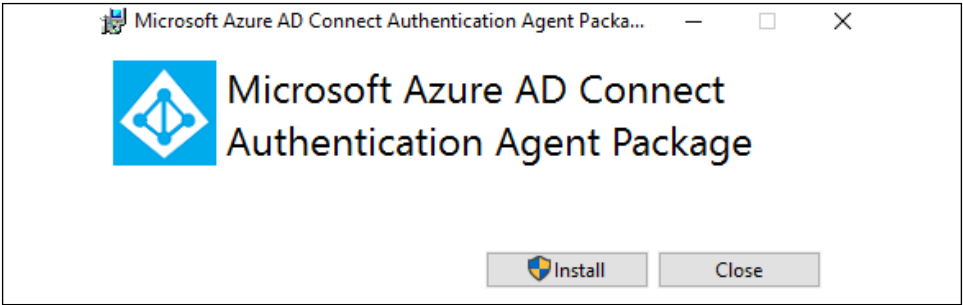 Microsoft Azure AD Connect Authentication Agent Packa...
Microsoft Azure AD Connect
Authentication Agent Package
Install
Close